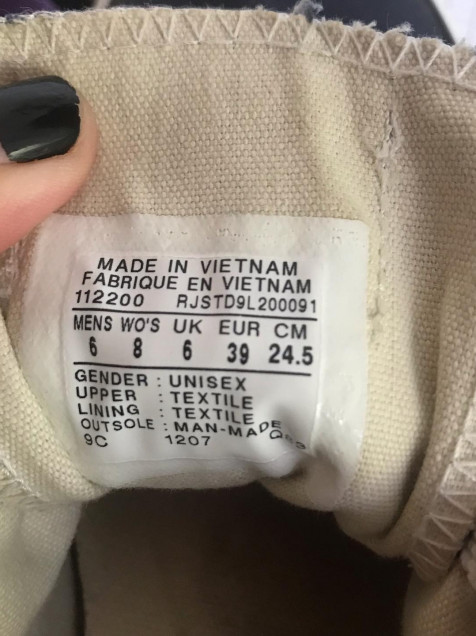 MADE IN VIETNAM
FABRIQUE EN VIETNAM
112200 RJSTD9L200091
MENS WO'S UK EUR CM
6 8 6 39 24.5
GENDER : UNISEX
UPPER : TEXTILE
LINING : TEXTILE
OUTSOLE : MAN-MADE
9C 1207